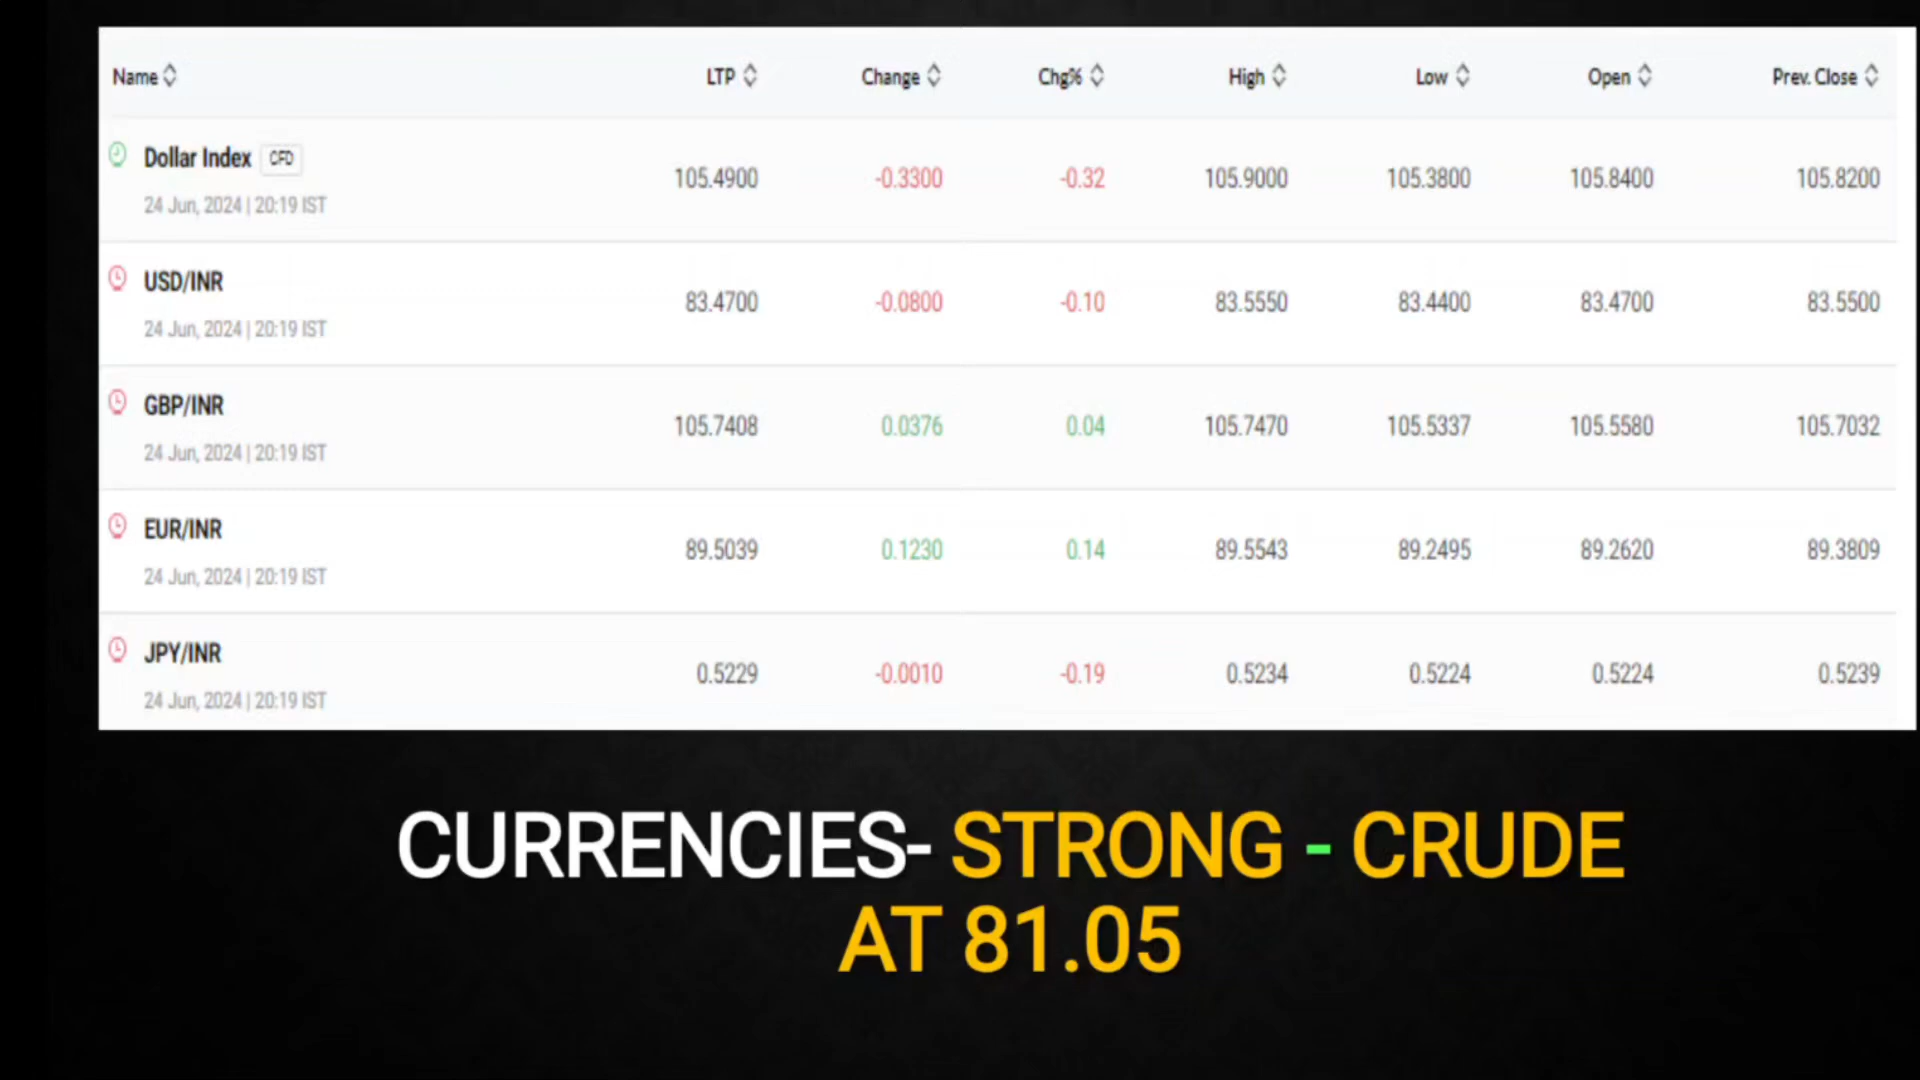 Name LTP Change Chg% High Low Open Prev. Close
Dollar Index CFD
24 Jun, 2024 | 20:19 IST
105.4900 -0.3300 -0.32 105.9000 105.3800 105.8400 105.8200
USD/INR
24 Jun, 2024 | 20:19 IST
83.4700 -0.0800 -0.10 83.5550 83.4400 83.4700 83.5500
GBP/INR
24 Jun, 2024 | 20:19 IST
105.7408 0.0376 0.04 105.7470 105.5337 105.5580 105.7032
EUR/INR
24 Jun, 2024 | 20:19 IST
89.5039 0.1230 0.14 89.5543 89.2495 89.2620 89.3809
JPY/INR
24 Jun, 2024 | 20:19 IST
0.5229 -0.0010 -0.19 0.5234 0.5224 0.5224 0.5239
CURRENCIES- STRONG - CRUDE
AT 81.05